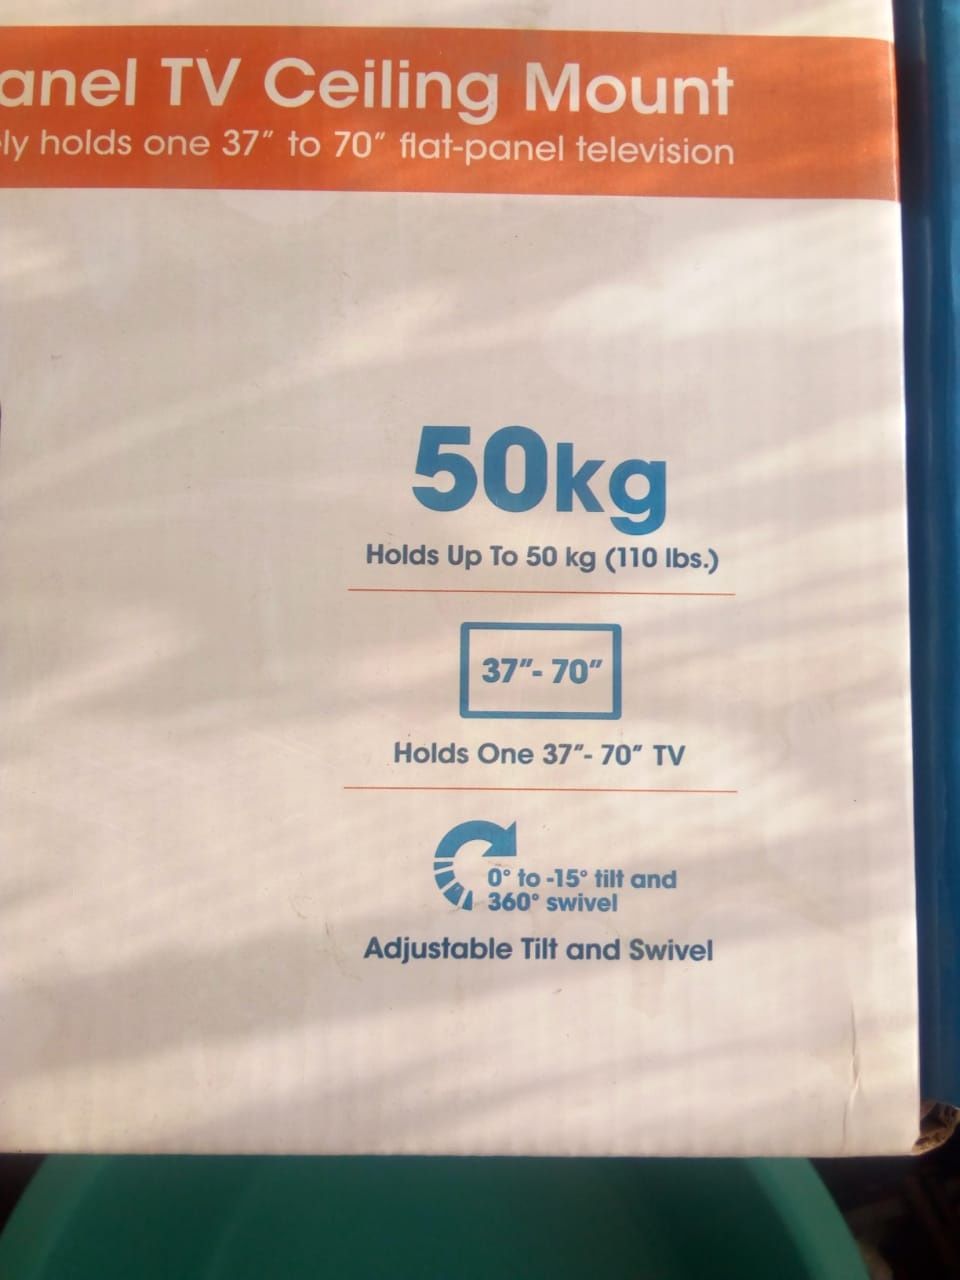 anel TV Ceiling Mount
ly holds one 37″ to 70″ flat-panel television
50kg
Holds Up To 50 kg (110 lbs.)
37″- 70″
Holds One 37″- 70″ TV
0° to -15° tilt and
360° swivel
Adjustable Tilt and Swivel